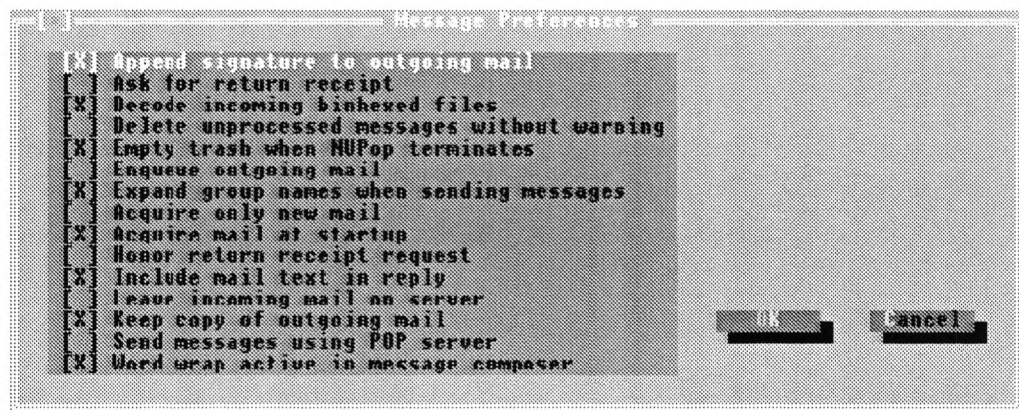 Message Preferences
[X] Append signature to outgoing mail
[ ] Ask for return receipt
[X] Decode incoming binhexed files
[ ] Delete unprocessed messages without warning
[X] Empty trash when NUPop terminates
[ ] Enqueue outgoing mail
[X] Expand group names when sending messages
[ ] Acquire only new mail
[X] Acquire mail at startup
[ ] Honor return receipt request
[X] Include mail text in reply
[ ] Leave incoming mail on server
[X] Keep copy of outgoing mail
[ ] Send messages using POP server
[X] Word wrap active in message composer
OK Cancel